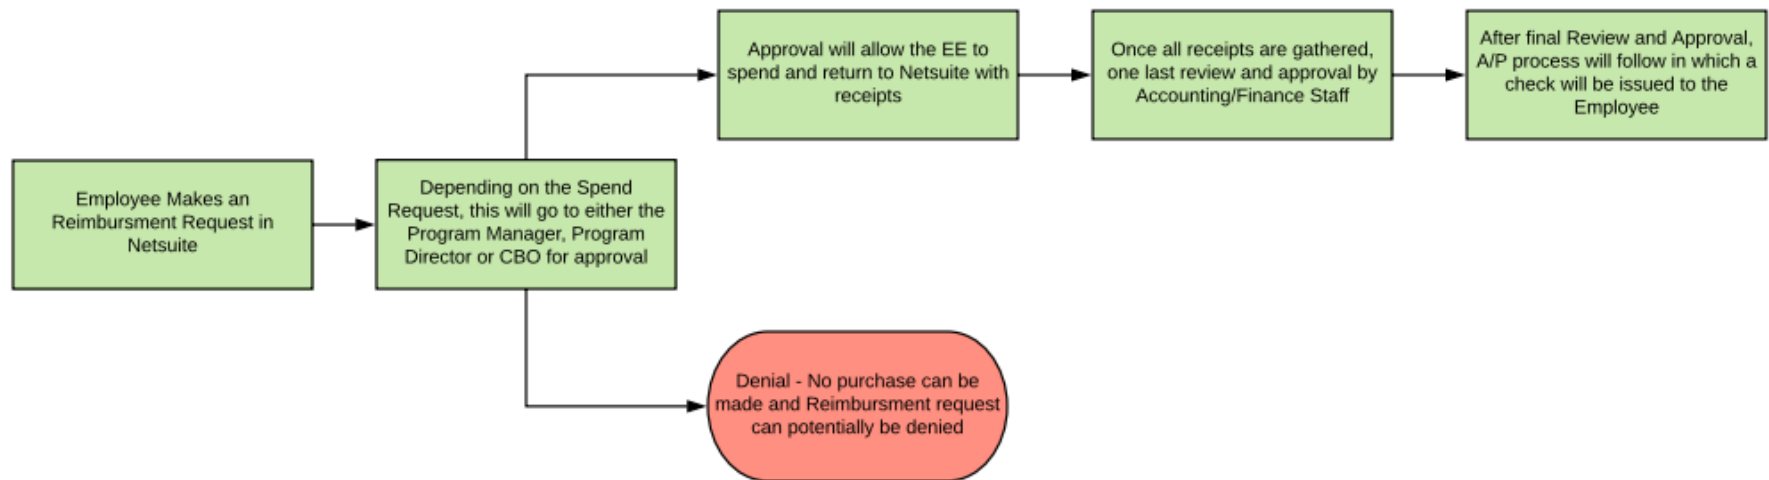 Employee Makes an
Reimbursment Request in
Netsuite
Depending on the Spend
Request, this will go to either the
Program Manager, Program
Director or CBO for approval
Approval will allow the EE to
spend and return to Netsuite with
receipts
Once all receipts are gathered,
one last review and approval by
Accounting/Finance Staff
After final Review and Approval,
A/P process will follow in which a
check will be issued to the
Employee
Denial - No purchase can be
made and Reimbursment request
can potentially be denied